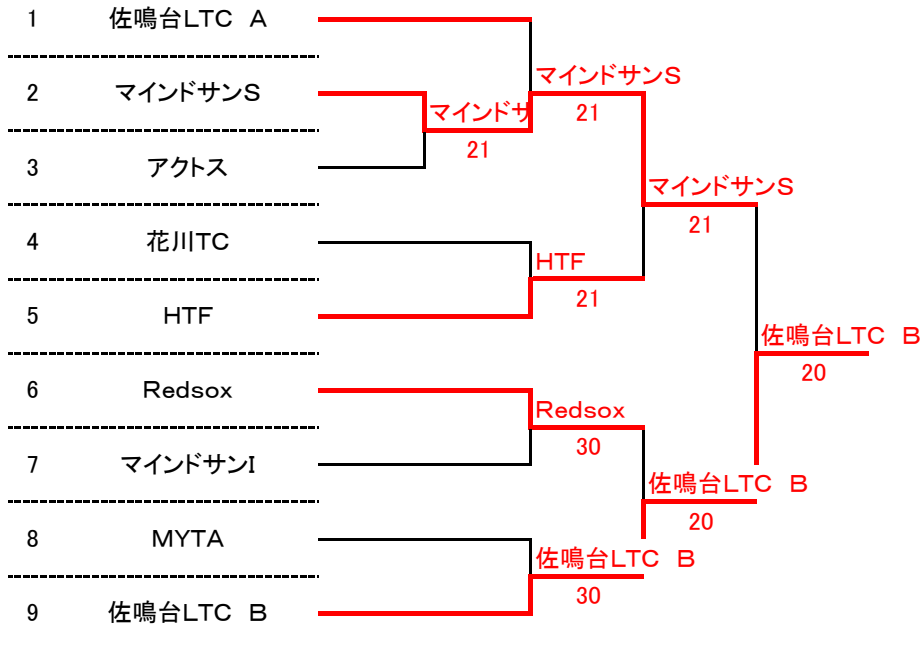 1 佐鳴台LTC A
マインドサンS
2 マインドサンS
マインドサ
21
21
3 アクトス
マインドサンS
21
4 花川TC
HTF
21
5 HTF
佐鳴台LTC B
20
6 Redsox
Redsox
30
7 マインドサンI
佐鳴台LTC B
20
8 MYTA
佐鳴台LTC B
30
9 佐鳴台LTC B